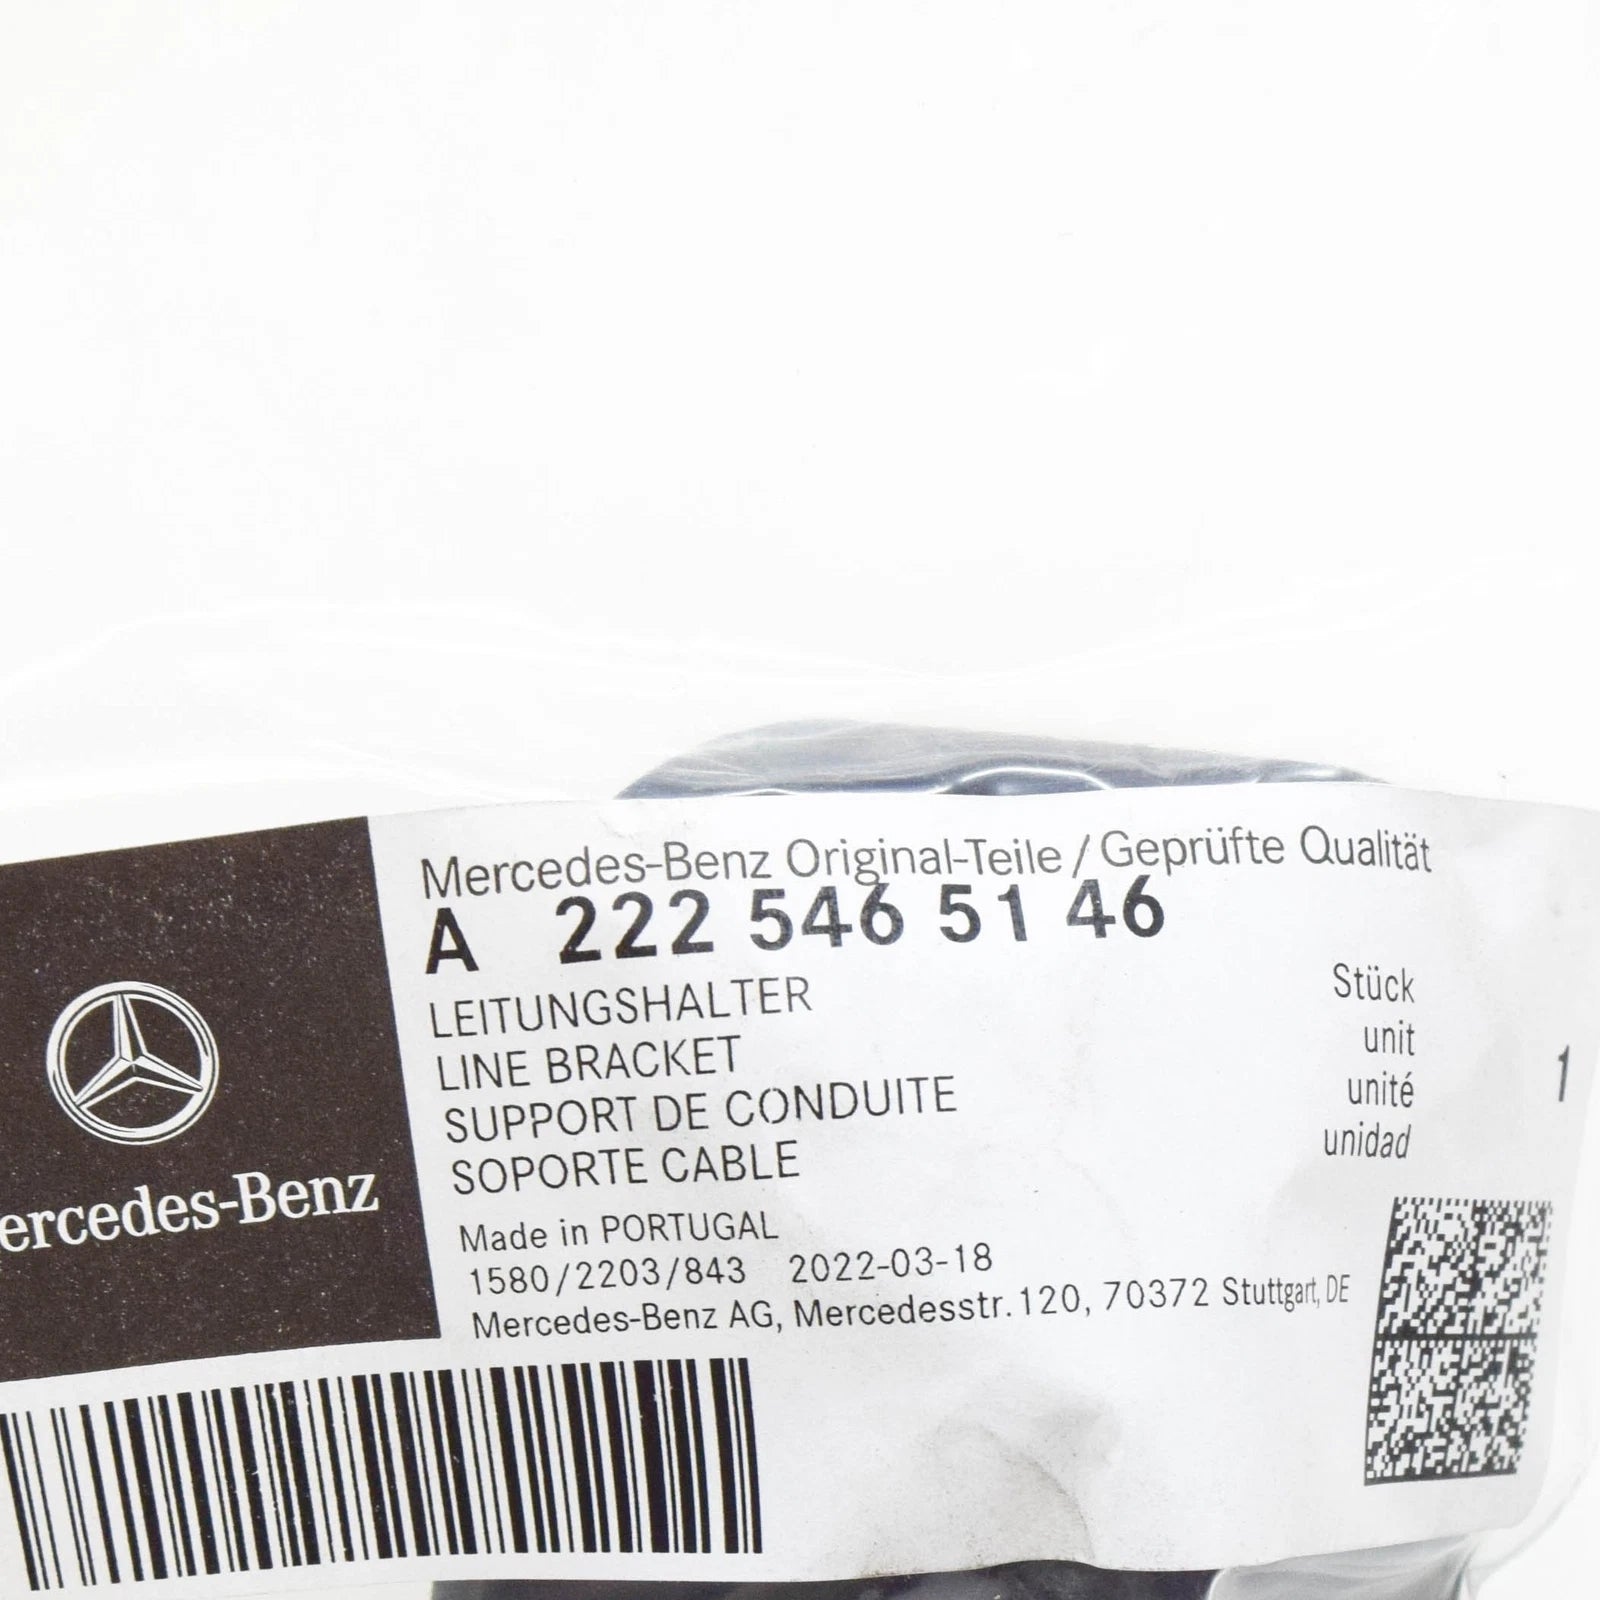 Mercedes-Benz Original-Teile / Geprüfte Qualität
A 222 546 51 46
LEITUNGSHALTER
LINE BRACKET
SUPPORT DE CONDUITE
SOPORTE CABLE
Stück
unit
unité
unidad
1
Made in PORTUGAL
1580/2203/843 2022-03-18
Mercedes-Benz AG, Mercedesstr. 120, 70372 Stuttgart, DE
ercedes-Benz